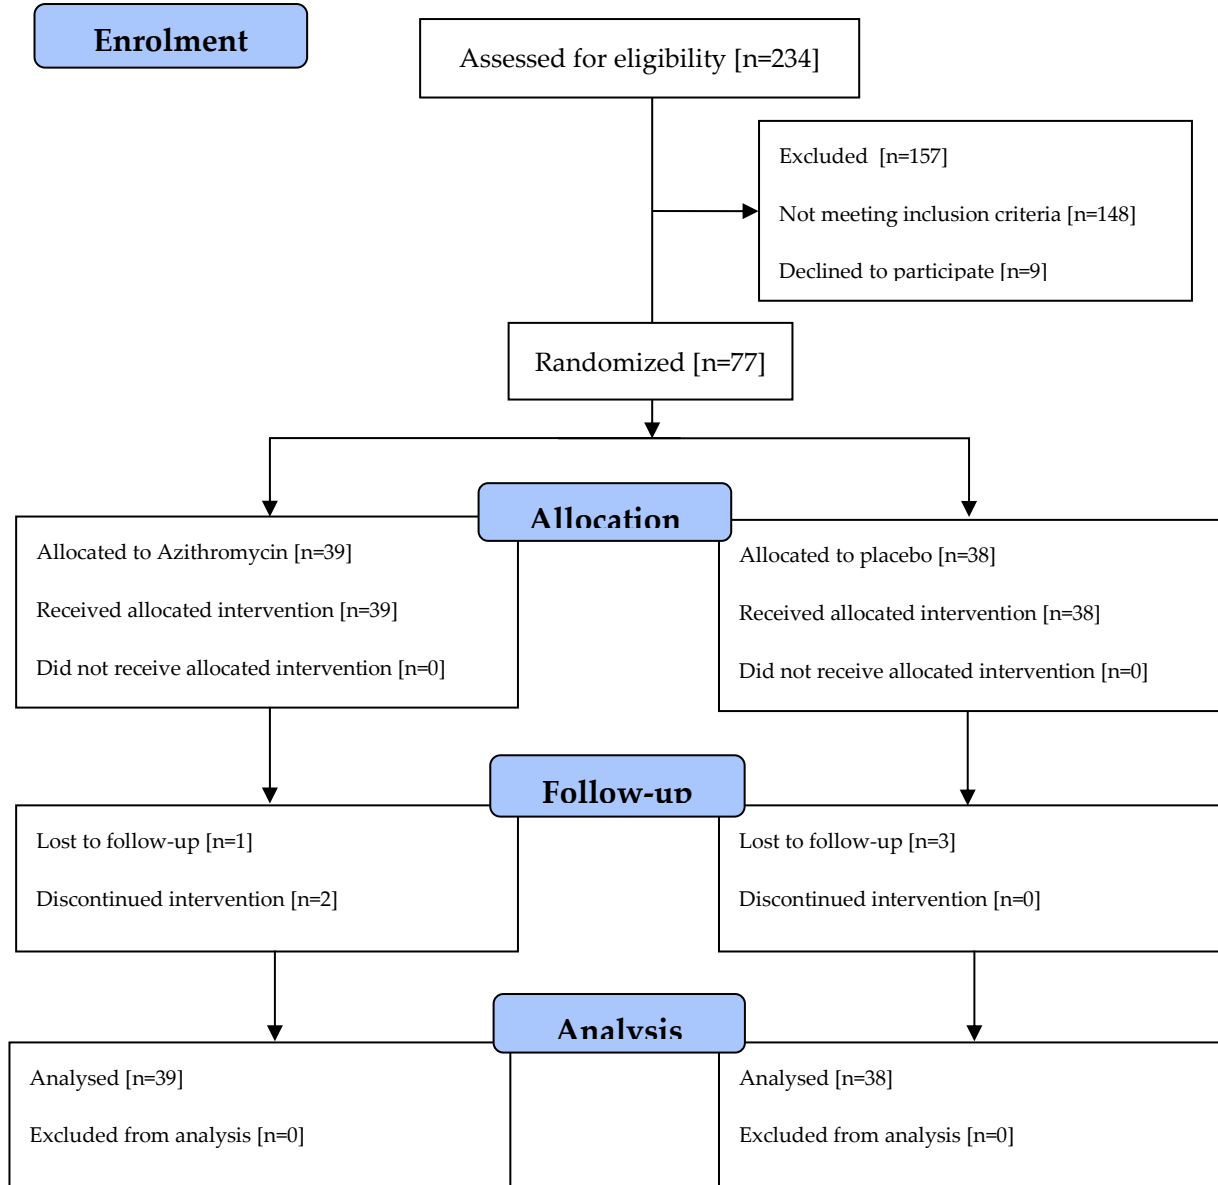 Enrolment
Assessed for eligibility [n=234]
Excluded [n=157]
Not meeting inclusion criteria [n=148]
Declined to participate [n=9]
Randomized [n=77]
Allocation
Allocated to Azithromycin [n=39]
Received allocated intervention [n=39]
Did not receive allocated intervention [n=0]
Allocated to placebo [n=38]
Received allocated intervention [n=38]
Did not receive allocated intervention [n=0]
Follow-up
Lost to follow-up [n=1]
Discontinued intervention [n=2]
Lost to follow-up [n=3]
Discontinued intervention [n=0]
Analysis
Analysed [n=39]
Excluded from analysis [n=0]
Analysed [n=38]
Excluded from analysis [n=0]